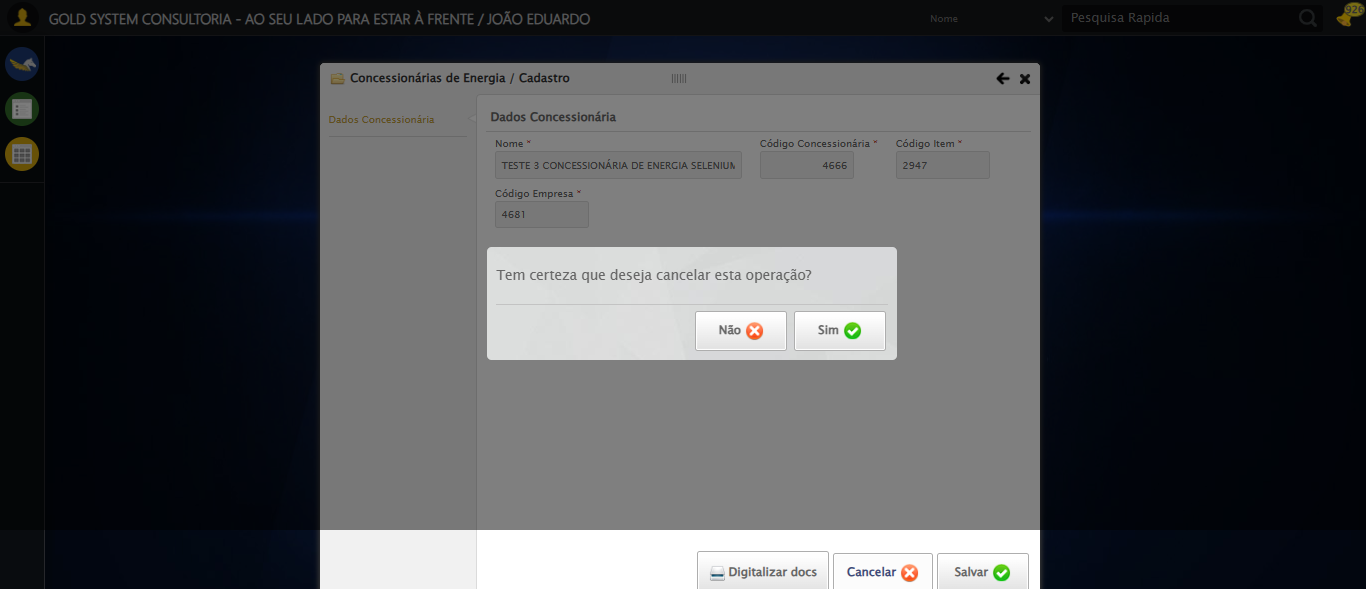 GOLD SYSTEM CONSULTORIA - AO SEU LADO PARA ESTAR À FRENTE / JOÃO EDUARDO
Nome
Pesquisa Rapida
926
Concessionárias de Energia / Cadastro
Dados Concessionária
Dados Concessionária
Nome *
Código Concessionária *
Código Item *
TESTE 3 CONCESSIONÁRIA DE ENERGIA SELENIUM
4666
2947
Código Empresa *
4681
Tem certeza que deseja cancelar esta operação?
Não
Sim
Digitalizar docs
Cancelar
Salvar